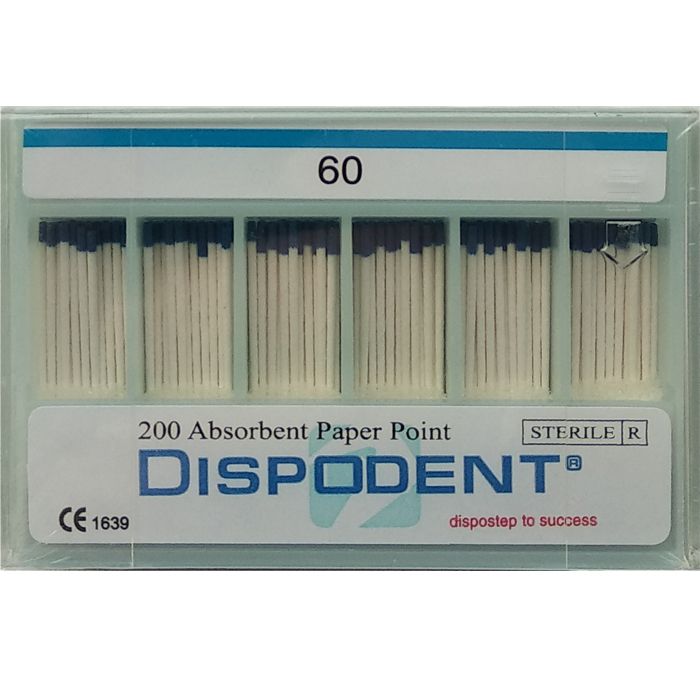 60
200 Absorbent Paper Point
STERILE R
DISPODENT®
CE 1639
dispostep to success